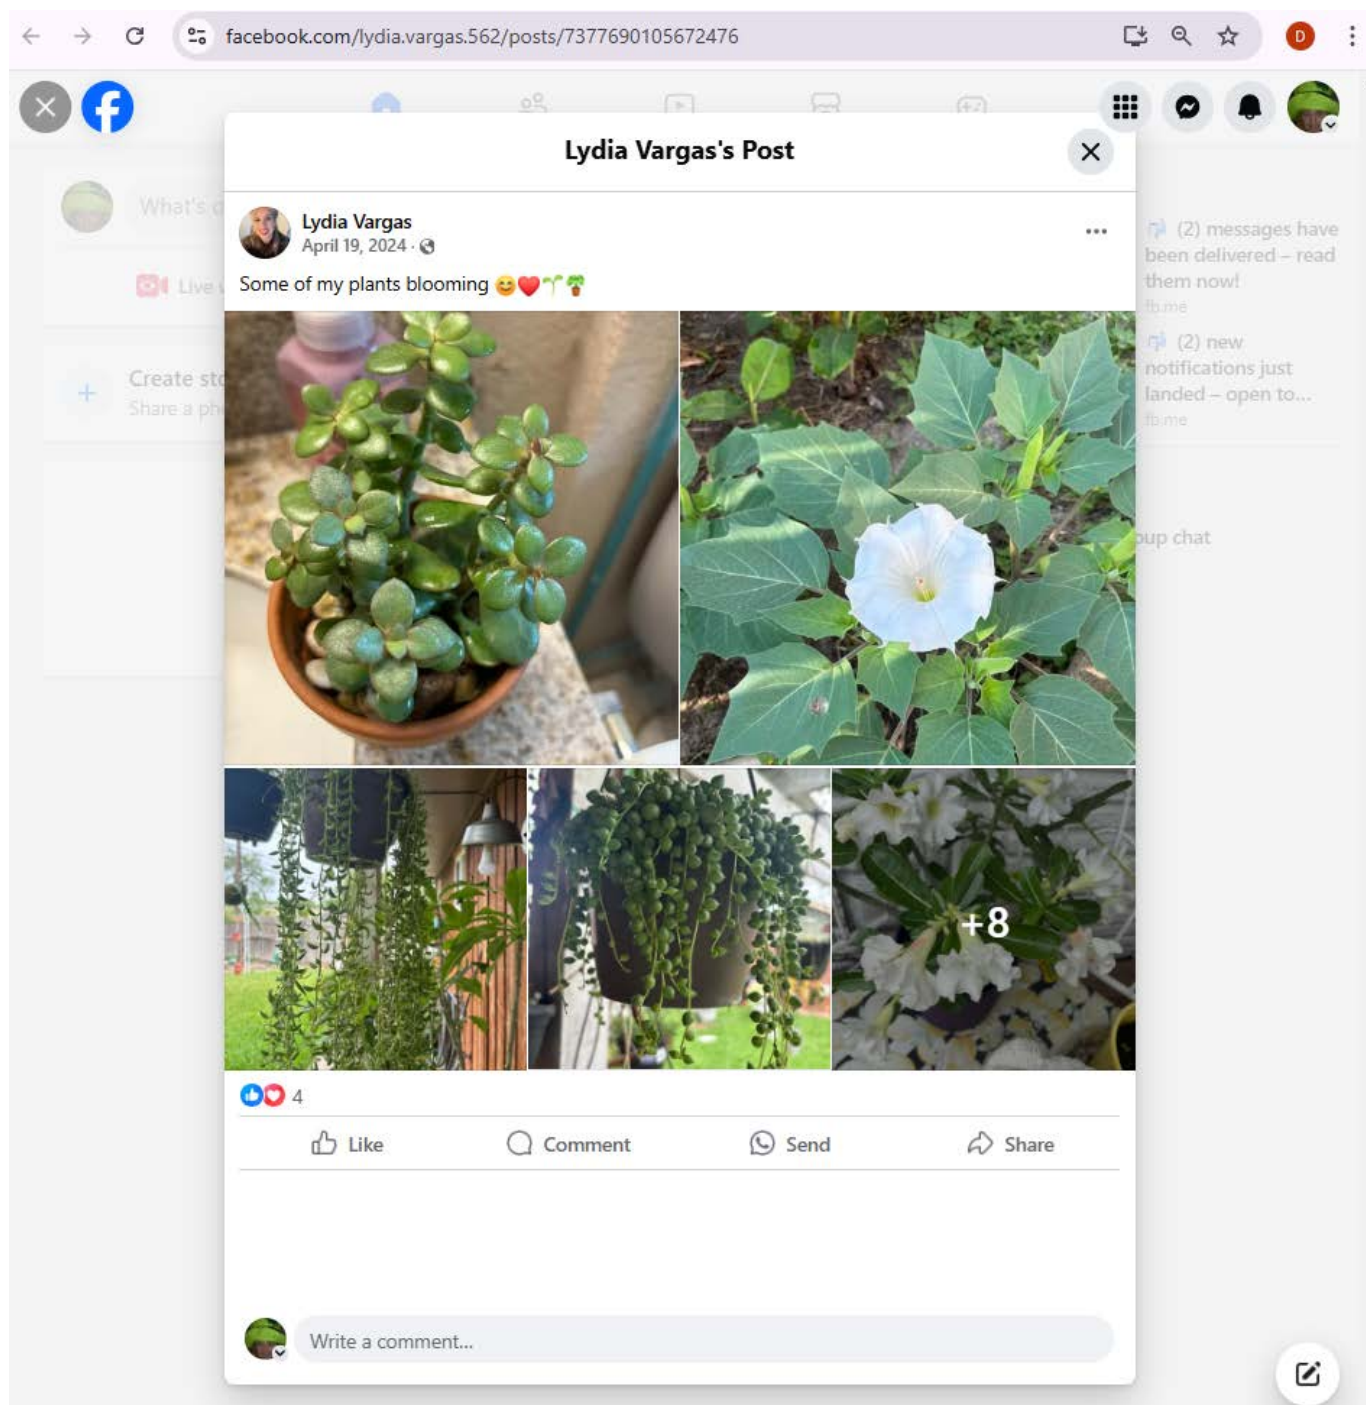 facebook.com/lydia.vargas.562/posts/7377690105672476
D
Lydia Vargas's Post
What's
Lydia Vargas
April 19, 2024 ·
Some of my plants blooming 😊❤️🌱🌴
Live
Create sto
Share a ph
(2) messages have
been delivered – read
them now!
fb.me
(2) new
notifications just
landed – open to...
fb.me
oup chat
+8
4
Like
Comment
Send
Share
Write a comment...